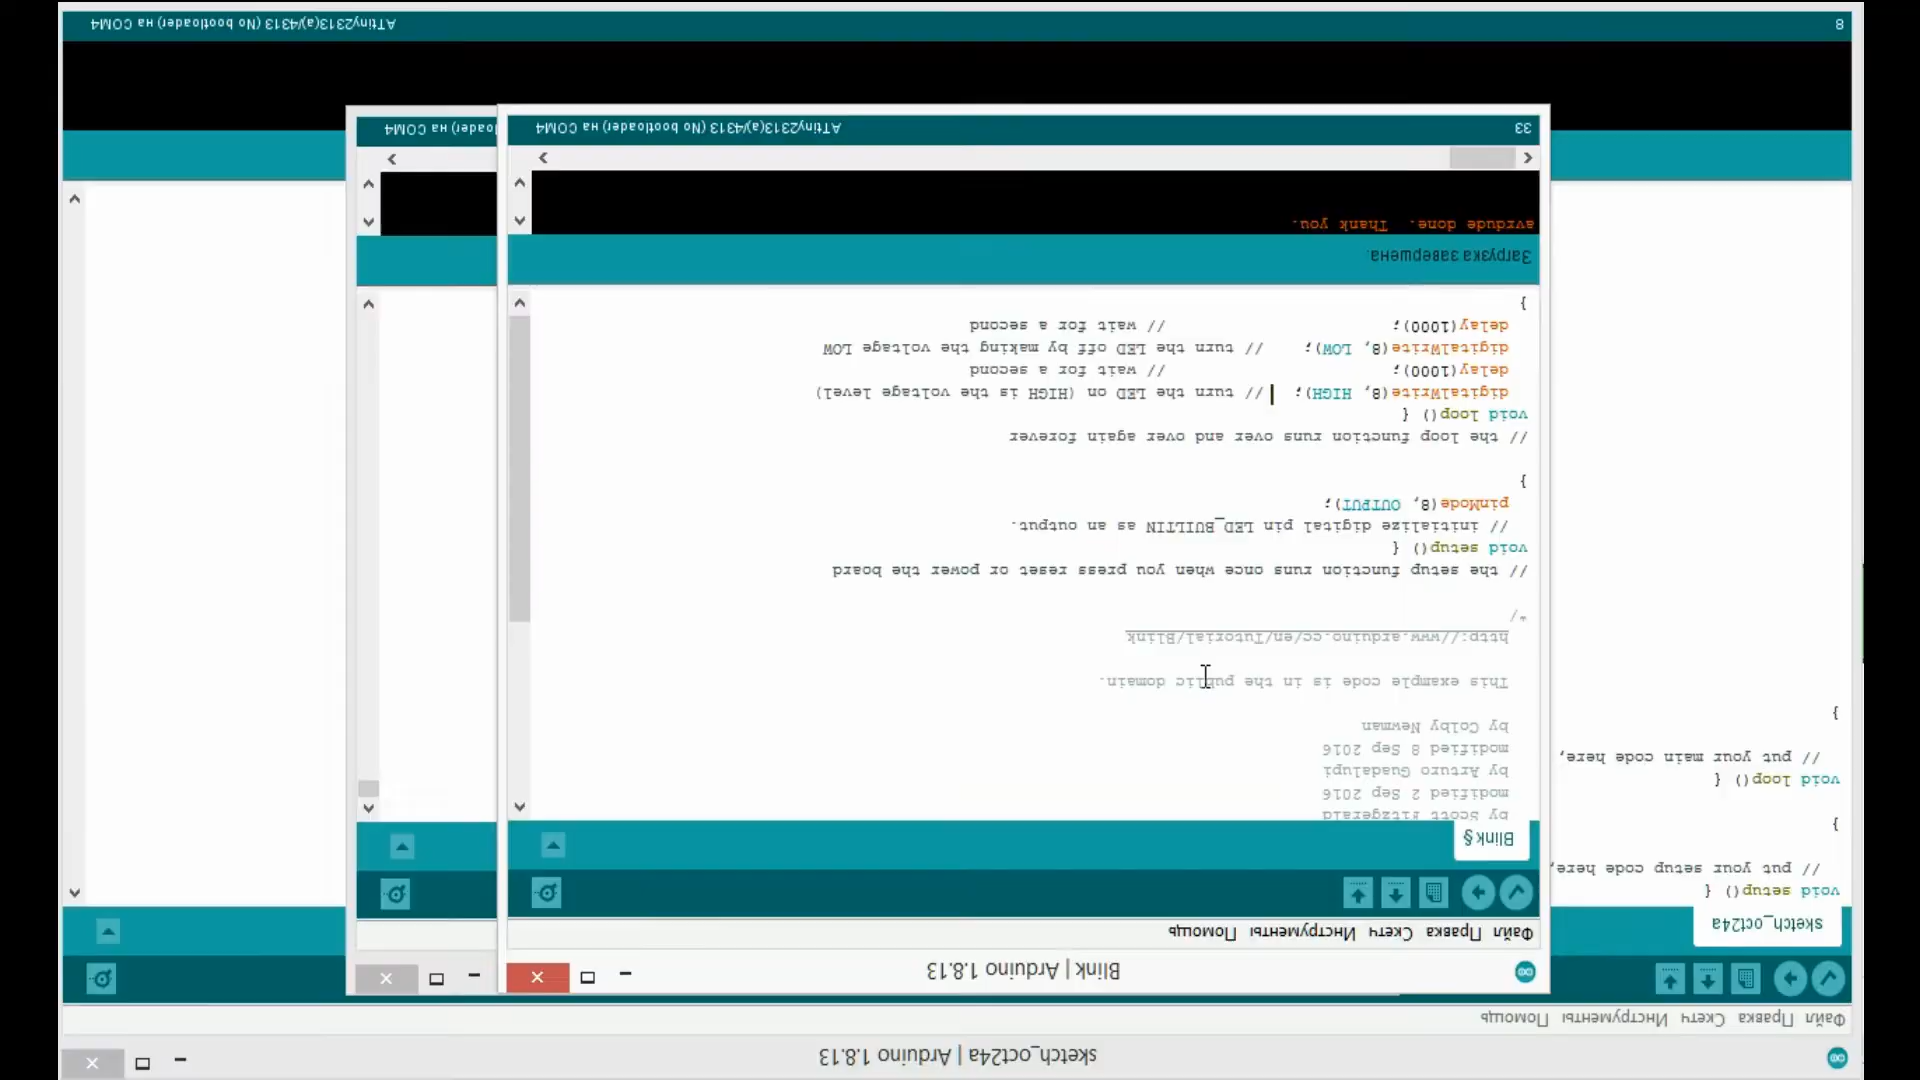 sketch_oct24a | Arduino 1.8.13
Файл Правка Скетч Инструменты Помощь
sketch_oct24a
void setup() {
// put your setup code here,
}
void loop() {
// put your main code here,
}
8
ATtiny2313(a)/4313 (No bootloader) на COM4
Blink | Arduino 1.8.13
Файл Правка Скетч Инструменты Помощь
Blink §
by Scott Fitzgerald
modified 2 Sep 2016
by Arturo Guadalupi
modified 8 Sep 2016
by Colby Newman
This example code is in the public domain.
http://www.arduino.cc/en/Tutorial/Blink
*/
// the setup function runs once when you press reset or power the board
void setup() {
// initialize digital pin LED_BUILTIN as an output.
pinMode(8, OUTPUT);
}
// the loop function runs over and over again forever
void loop() {
digitalWrite(8, HIGH); // turn the LED on (HIGH is the voltage level)
delay(1000); // wait for a second
digitalWrite(8, LOW); // turn the LED off by making the voltage LOW
delay(1000); // wait for a second
}
Загрузка завершена.
avrdude done. Thank you.
33
ATtiny2313(a)/4313 (No bootloader) на COM4
oader) на COM4